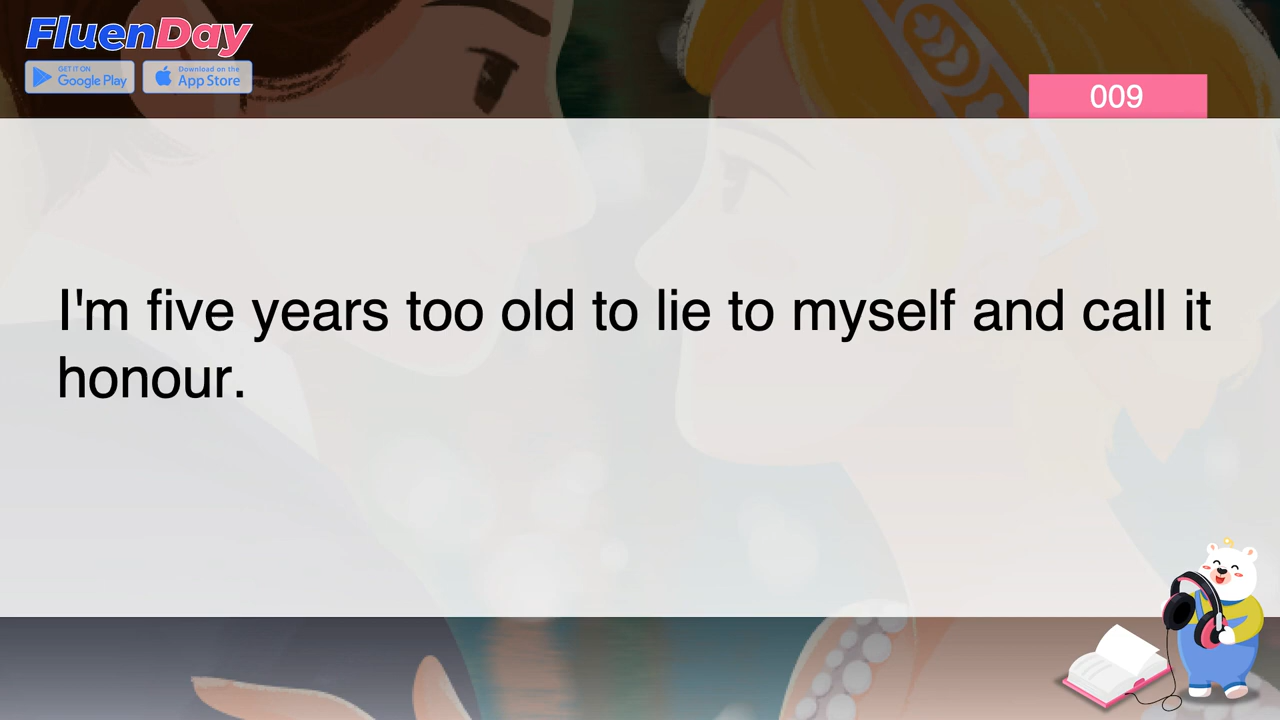 FluenDay
GET IT ON
Google Play
Download on the
App Store
009
I'm five years too old to lie to myself and call it
honour.